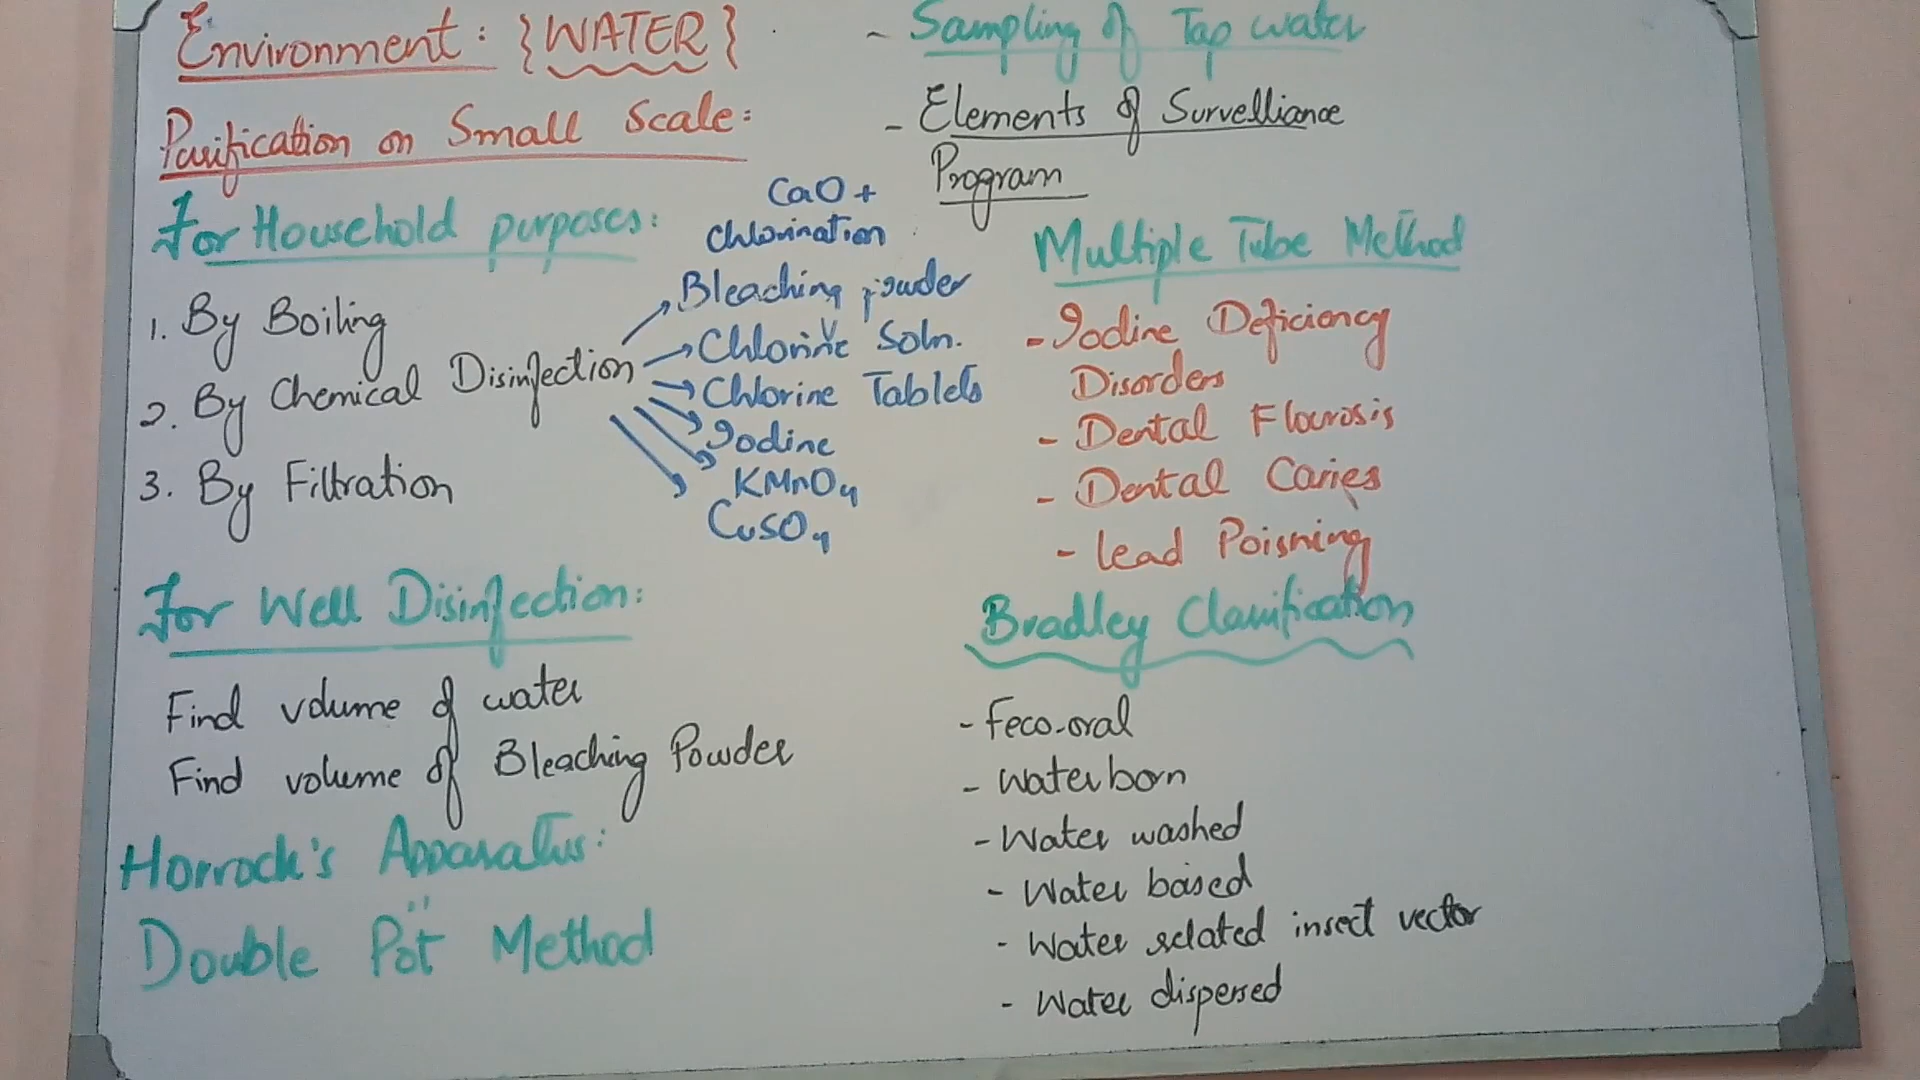 Environment: {WATER}
Purification on Small Scale:
For Household purposes:
1. By Boiling
2. By Chemical Disinfection
CaO +
Chlorination
Bleaching powder
Chlorine Soln.
Chlorine Tablets
Iodine
KMnO4
CuSO4
3. By Filtration
For Well Disinfection:
Find volume of water
Find volume of Bleaching Powder
Horrock's Apparatus:
Double Pot Method
- Sampling of Tap water
- Elements of Survelliance
Program
Multiple Tube Method
- Iodine Deficiency
Disorders
- Dental Flourosis
- Dental Caries
- Lead Poisning
Bradley Classification
- Feco-oral
- Waterborn
- Water washed
- Water based
- Water related insect vector
- Water dispersed